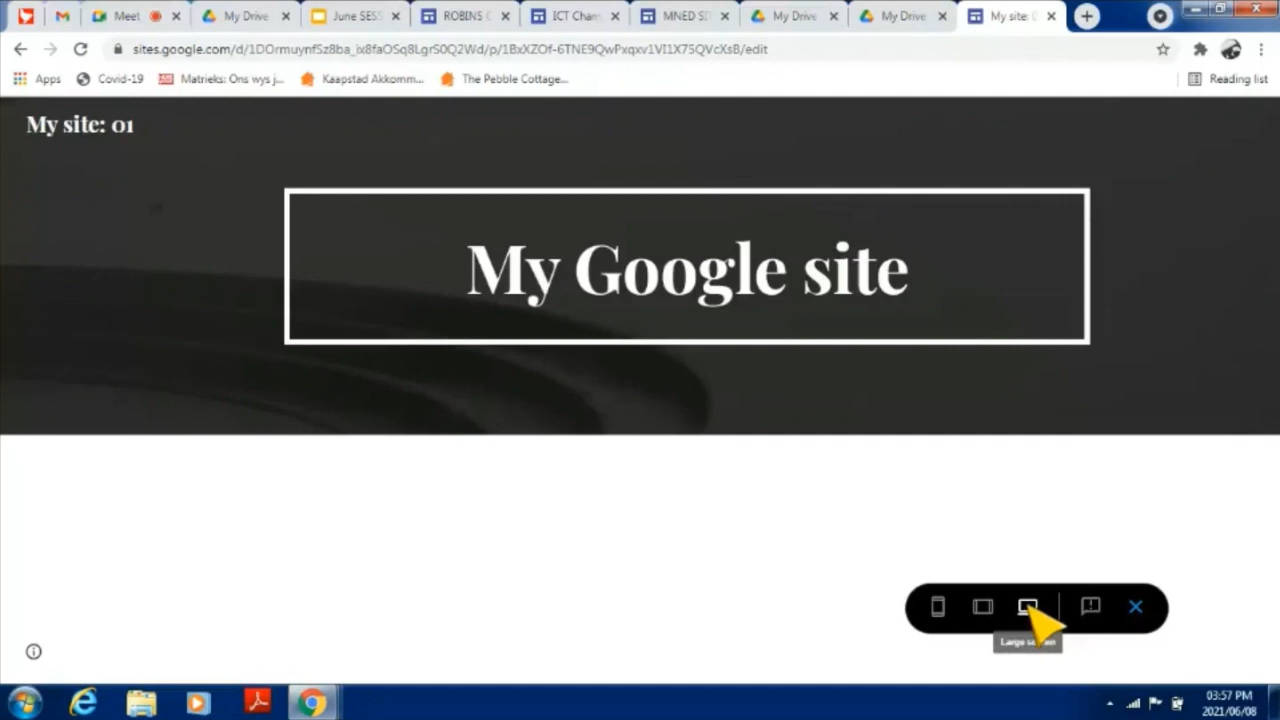 Meet
My Drive
June SESS
ROBINS
ICT Cham
MNED SI
My Drive
My Drive
My site:
sites.google.com/d/1DOrmuynfSz8ba_ix8faOSq8LgrS0Q2Wd/p/1BxXZOf-6TNE9QwPxqxv1VI1X75QVcXsB/edit
Apps
Covid-19
Matrieks: Ons wys j...
Kaapstad Akkomm...
The Pebble Cottage...
Reading list
My site: 01
My Google site
Large
03:57 PM
2021/06/08